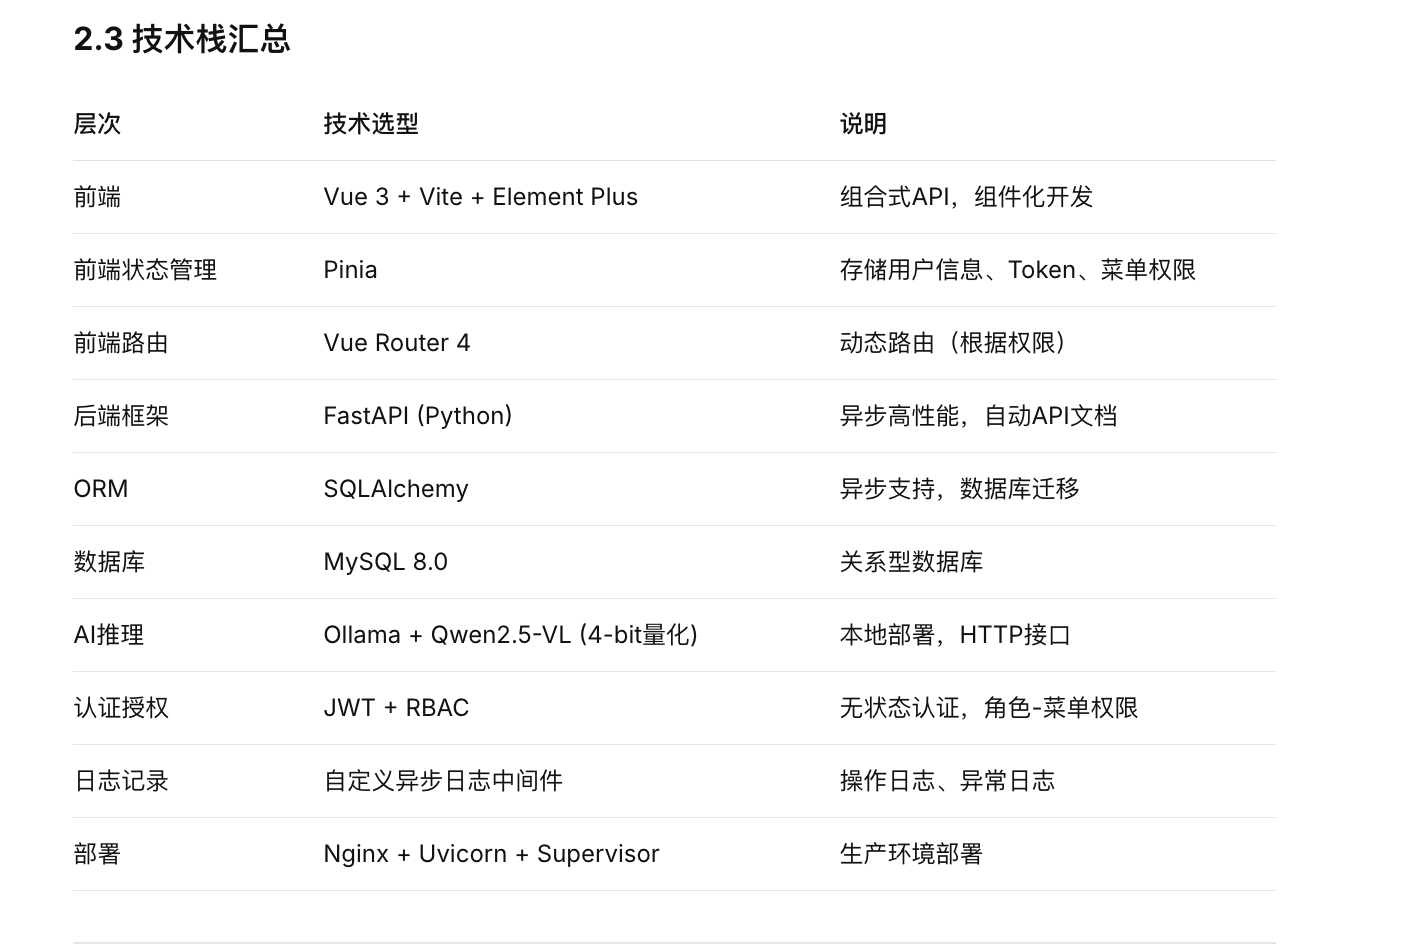 2.3 技术栈汇总
层次 技术选型 说明
前端 Vue 3 + Vite + Element Plus 组合式API，组件化开发
前端状态管理 Pinia 存储用户信息、Token、菜单权限
前端路由 Vue Router 4 动态路由（根据权限）
后端框架 FastAPI (Python) 异步高性能，自动API文档
ORM SQLAlchemy 异步支持，数据库迁移
数据库 MySQL 8.0 关系型数据库
AI推理 Ollama + Qwen2.5-VL (4-bit量化) 本地部署，HTTP接口
认证授权 JWT + RBAC 无状态认证，角色-菜单权限
日志记录 自定义异步日志中间件 操作日志、异常日志
部署 Nginx + Uvicorn + Supervisor 生产环境部署